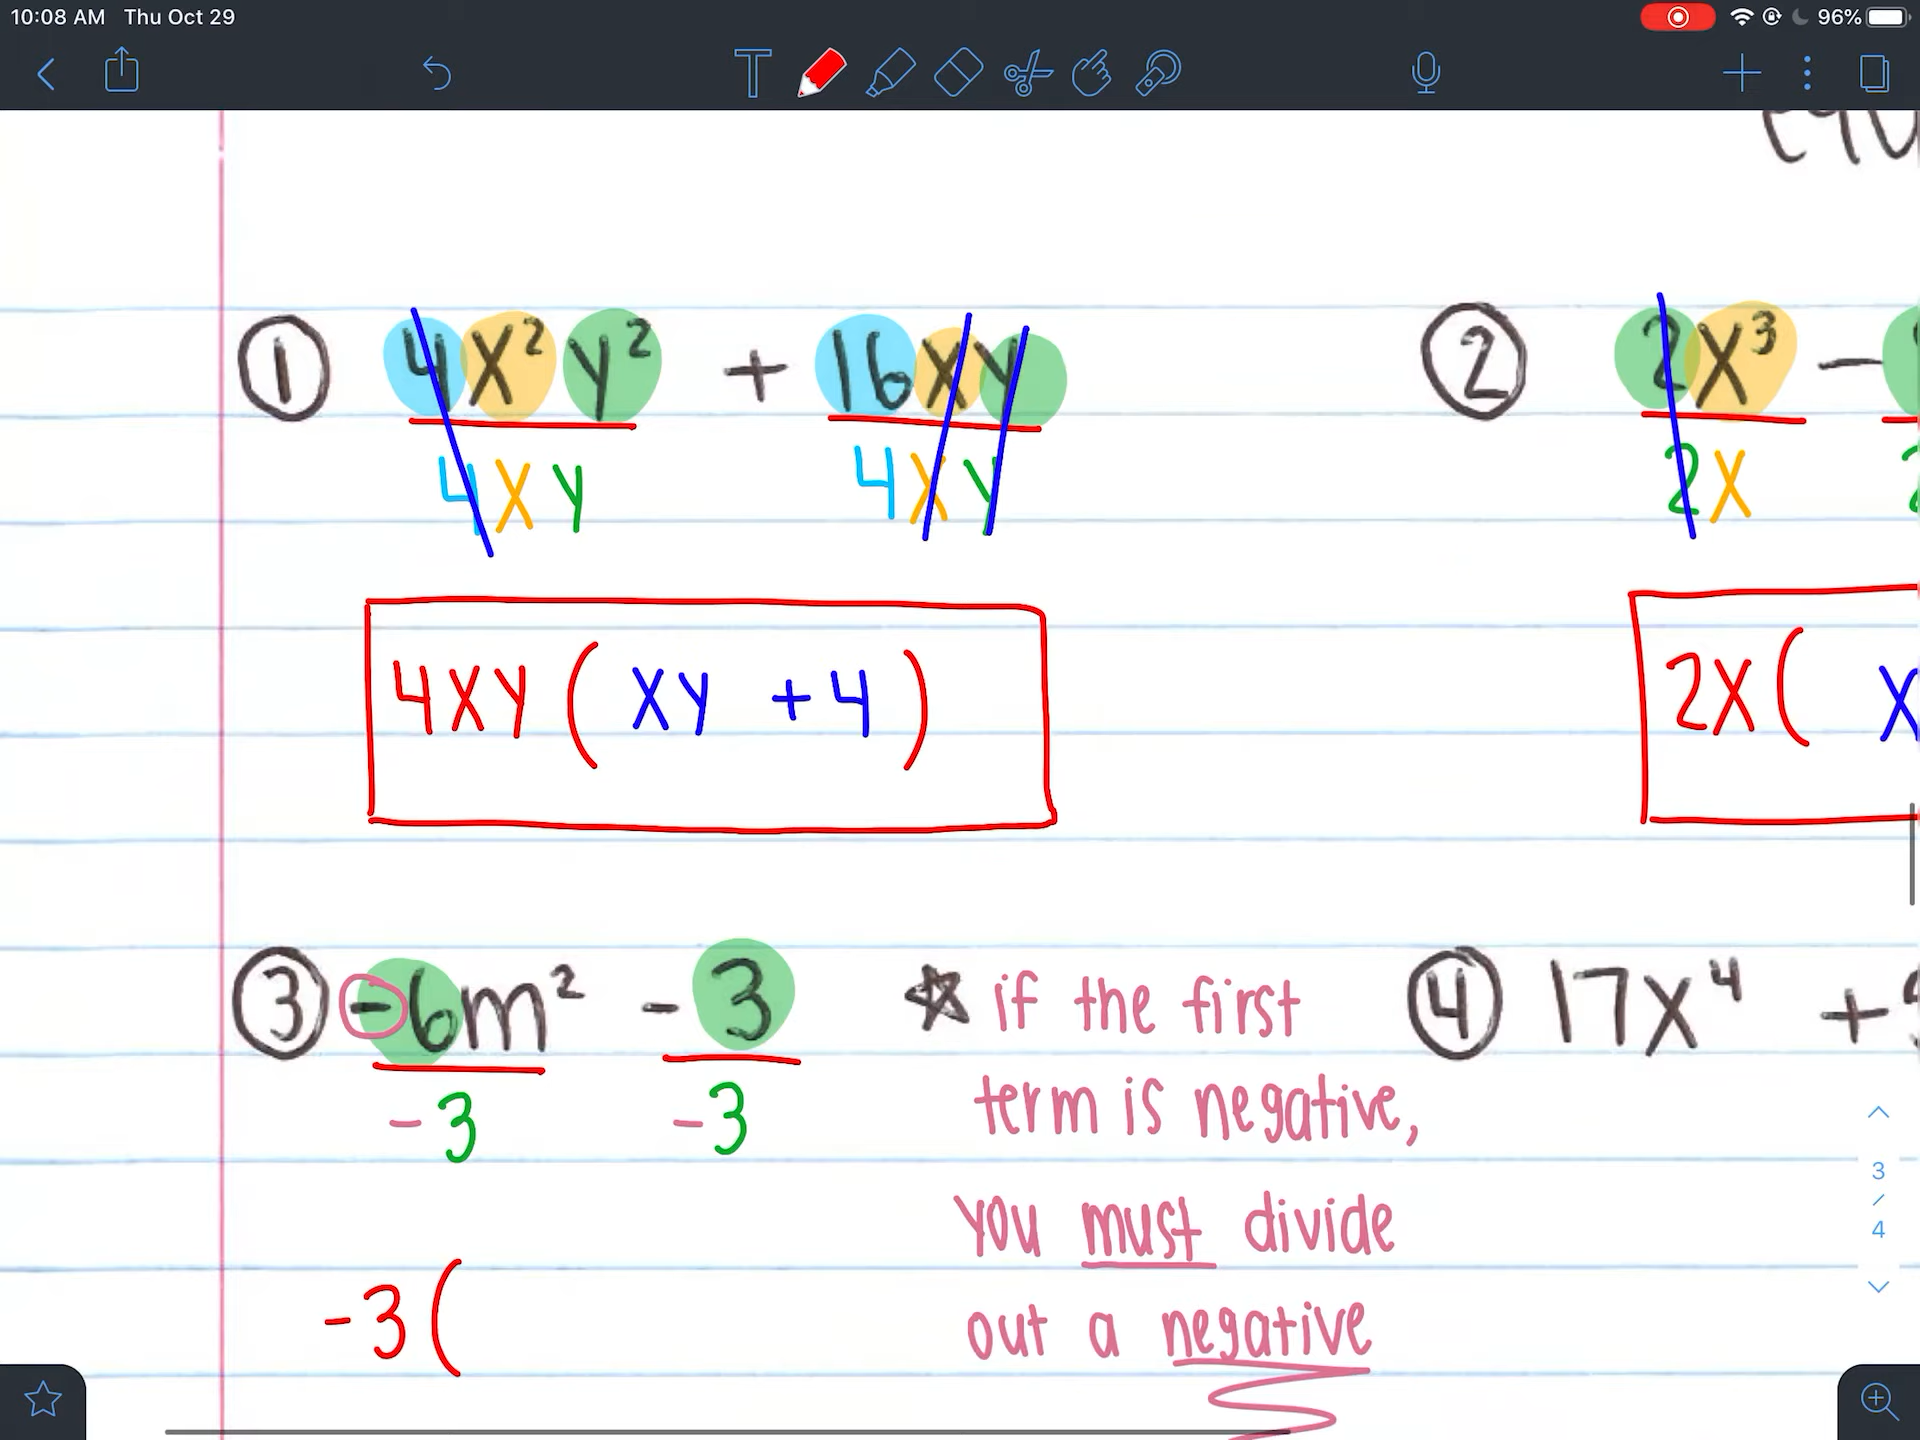 10:08 AM Thu Oct 29 96%
① 4x²y² + 16xy
4xy 4xy
4xy ( xy + 4 )
② 2x³ -
2x
2x ( x
③ -6m² - 3
-3 -3
-3 (
☆ if the first
term is negative,
you must divide
out a negative
④ 17x⁴ +
3
/
4